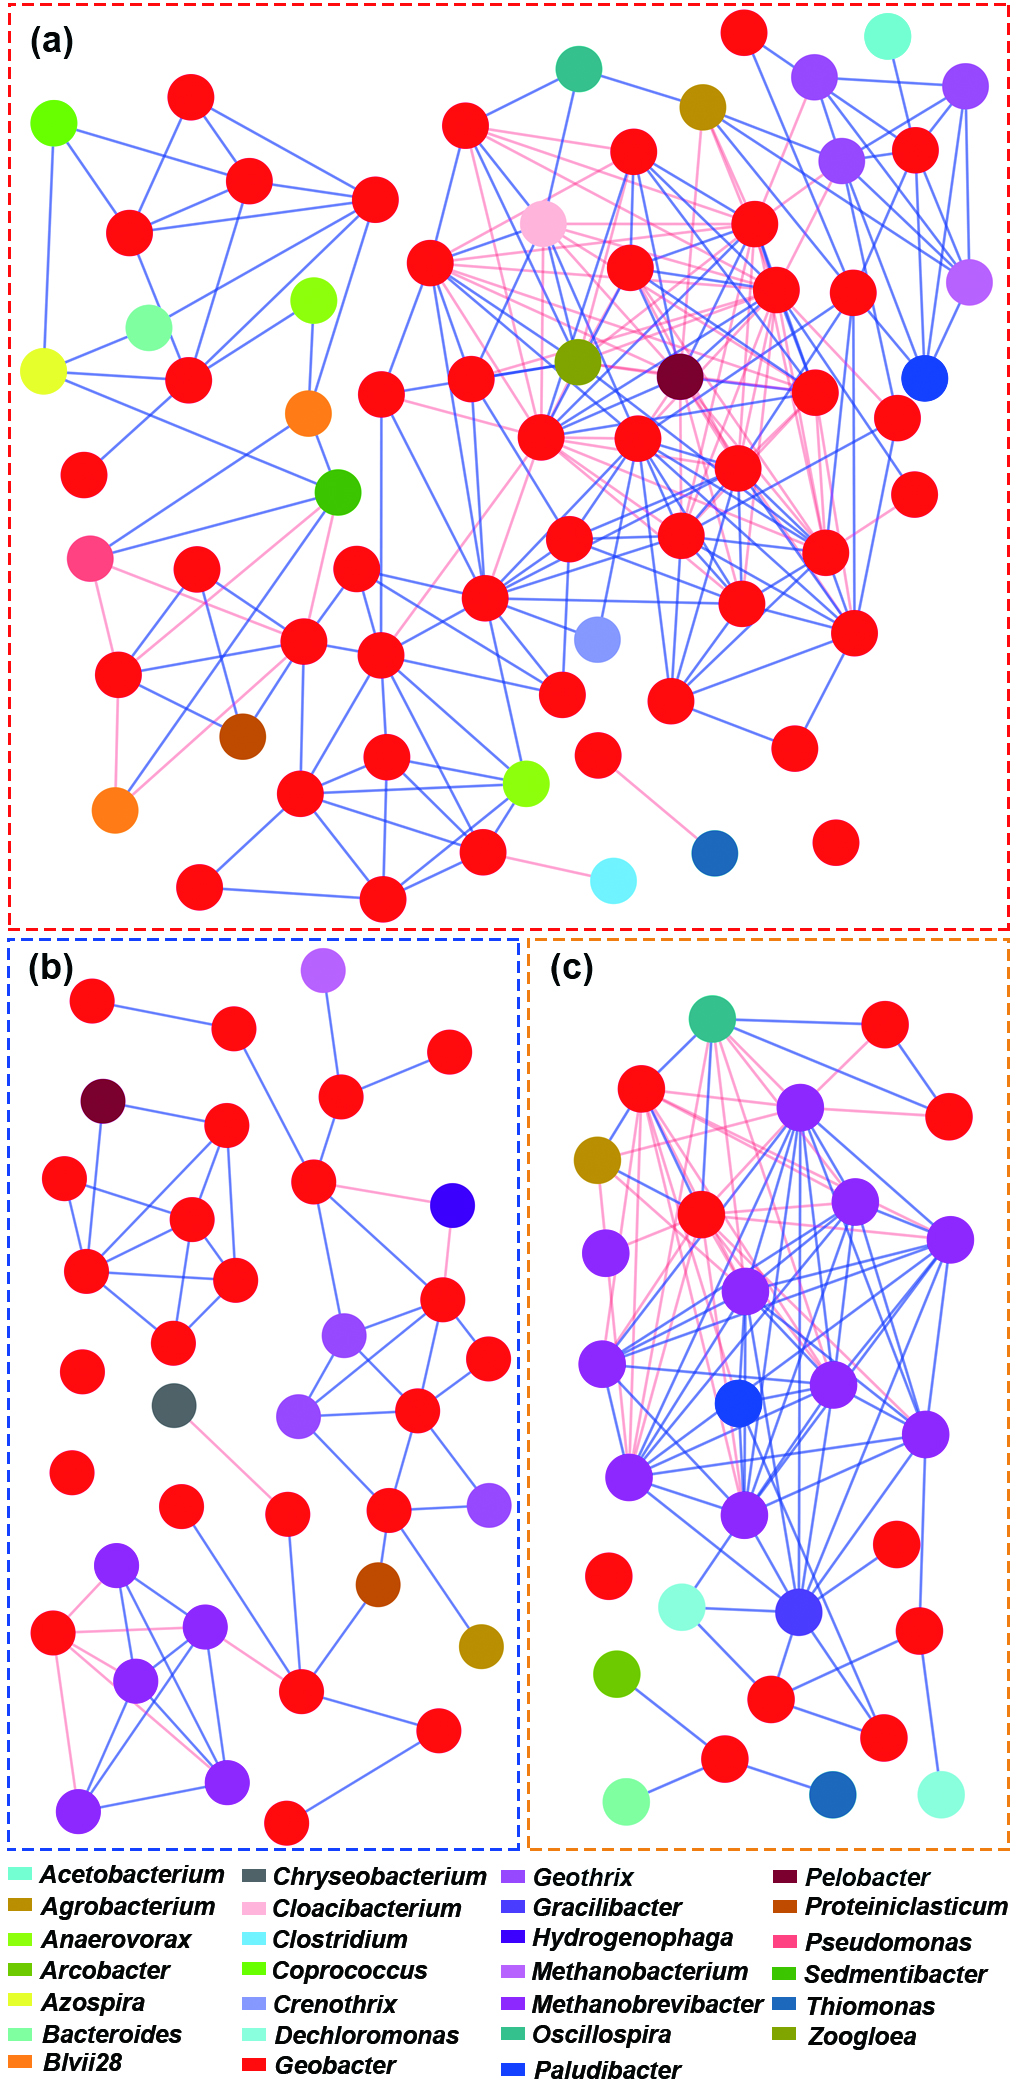 (a)
(b)
(c)
Acetobacterium
Agrobacterium
Anaerovorax
Arcobacter
Azospira
Bacteroides
Blvii28
Chryseobacterium
Cloacibacterium
Clostridium
Coprococcus
Crenothrix
Dechloromonas
Geobacter
Geothrix
Gracilibacter
Hydrogenophaga
Methanobacterium
Methanobrevibacter
Oscillospira
Paludibacter
Pelobacter
Proteiniclasticum
Pseudomonas
Sedmentibacter
Thiomonas
Zoogloea